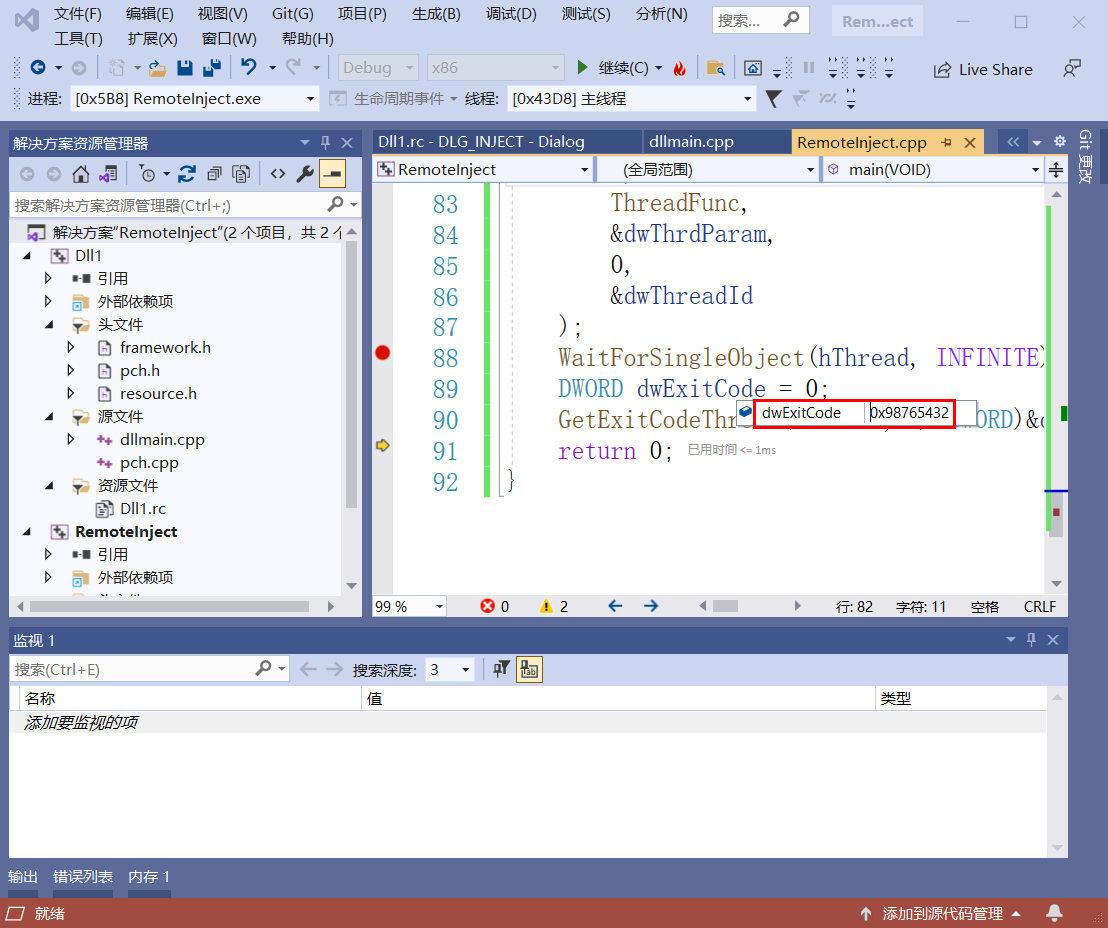 文件(F) 编辑(E) 视图(V) Git(G) 项目(P) 生成(B) 调试(D) 测试(S) 分析(N) 搜索... Rem...ect
工具(T) 扩展(X) 窗口(W) 帮助(H)
Debug x86 继续(C) Live Share
进程: [0x5B8] RemoteInject.exe 生命周期事件 线程: [0x43D8] 主线程
解决方案资源管理器
搜索解决方案资源管理器(Ctrl+;)
解决方案"RemoteInject"(2 个项目，共 2 个
Dll1
引用
外部依赖项
头文件
framework.h
pch.h
resource.h
源文件
dllmain.cpp
pch.cpp
资源文件
Dll1.rc
RemoteInject
引用
外部依赖项
Dll1.rc - DLG_INJECT - Dialog dllmain.cpp RemoteInject.cpp
RemoteInject (全局范围) main(VOID)
83 ThreadFunc,
84 &dwThrdParam,
85 0,
86 &dwThreadId
87 );
88 WaitForSingleObject(hThread, INFINITE)
89 DWORD dwExitCode = 0;
dwExitCode 0x98765432
90 GetExitCodeThr ORD)&
91 return 0; 已用时间 <= 1ms
92 }
99 % 0 2 行: 82 字符: 11 空格 CRLF
Git 更改
监视 1
搜索(Ctrl+E) 搜索深度: 3
名称 值 类型
添加要监视的项
输出 错误列表 内存 1
就绪 添加到源代码管理